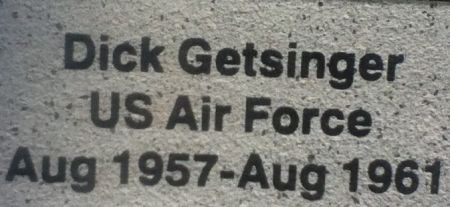 Dick Getsinger
US Air Force
Aug 1957-Aug 1961